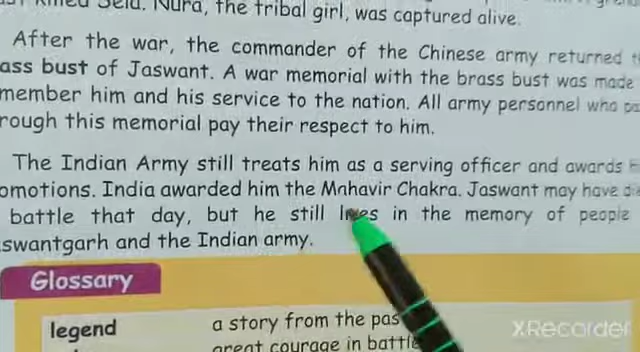 killed Sela. Nura, the tribal girl, was captured alive.
After the war, the commander of the Chinese army returned
ass bust of Jaswant. A war memorial with the brass bust was made
member him and his service to the nation. All army personnel who
rough this memorial pay their respect to him.
The Indian Army still treats him as a serving officer and awards
omotions. India awarded him the Mahavir Chakra. Jaswant may have
battle that day, but he still lives in the memory of people
swantgarh and the Indian army.
Glossary
legend a story from the pas
great courage in battle
XRecorder